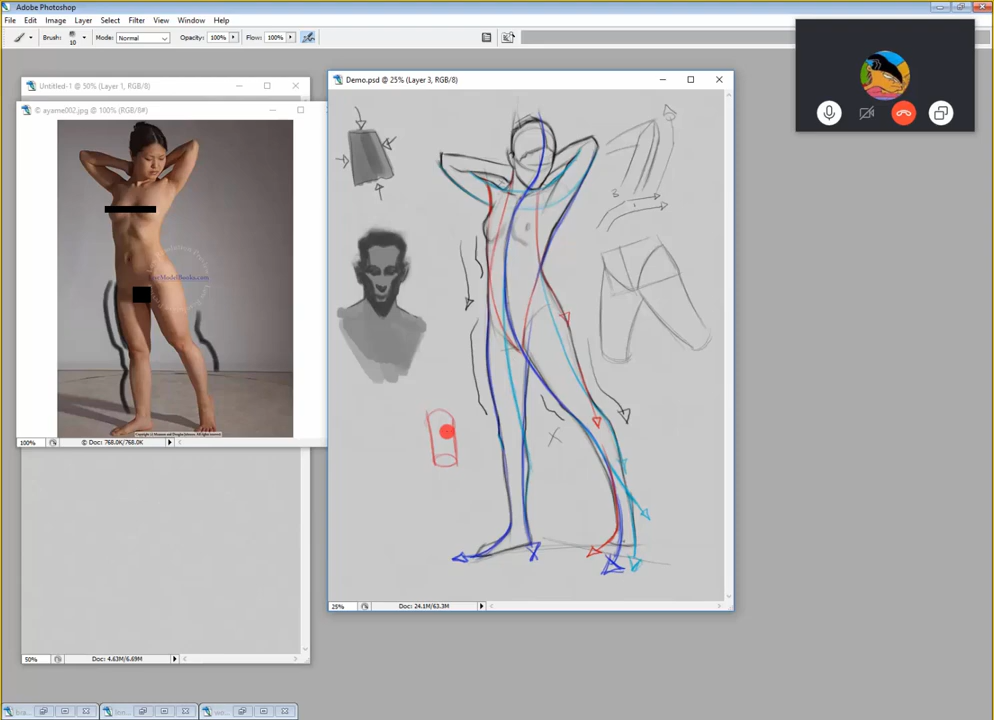 Adobe Photoshop
File Edit Image Layer Select Filter View Window Help
Brush: 10 Mode: Normal Opacity: 100% Flow: 100%
Untitled-1 @ 50% (Layer 1, RGB/8)
© ayame002.jpg @ 100% (RGB/8#)
100% © Doc: 768.0K/768.0K
50% Doc: 4.63M/6.69M
Demo.psd @ 25% (Layer 3, RGB/8)
25% Doc: 24.1M/63.3M